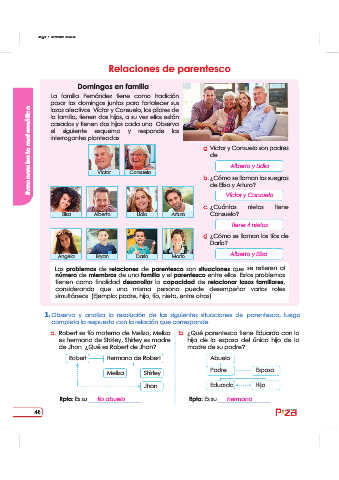 Relaciones de parentesco
Domingos en familia
La familia Fernández tiene como tradición
pasar los domingos juntos para fortalecer sus
lazos afectivos. Víctor y Consuelo, los pilares de
la familia, tienen dos hijos, a su vez ellos están
casados y tienen dos hijos cada uno. Observa
el siguiente esquema y responde las
interrogantes planteadas
Víctor
Consuelo
Elisa
Alberto
Lidia
Arturo
Ángela
Bryan
Darla
Mario
a. Víctor y Consuelo son padres
de
Alberto y Lidia
b. ¿Cómo se llaman los suegros
de Elisa y Arturo?
Víctor y Consuelo
c. ¿Cuántos nietos tiene
Consuelo?
Tiene 4 nietos
d. ¿Cómo se llaman los tíos de
Darla?
Alberto y Elisa
Los problemas de relaciones de parentesco son situaciones que se refieren al
número de miembros de una familia y el parentesco entre ellos. Estos problemas
tienen como finalidad desarrollar la capacidad de relacionar lazos familiares,
considerando que una misma persona puede desempeñar varios roles
simultáneos (Ejemplo: padre, hijo, tío, nieto, entre otros)
Razonamiento matemático
1. Observa y analiza la resolución de las siguientes situaciones de parentesco, luego
completa la respuesta con la relación que corresponde
a. Robert es tío materno de Melisa, Melisa
es hermana de Shirley, Shirley es madre
de Jhon. ¿Qué es Robert de Jhon?
Robert
Hermana de Robert
Melisa
Shirley
Jhon
Rpta: Es su tío abuelo
b. ¿Qué parentesco tiene Eduardo con la
hija de la esposa del único hijo de la
madre de su padre?
Abuela
Padre
Esposa
Eduardo
Hija
Rpta: Es su hermano
46